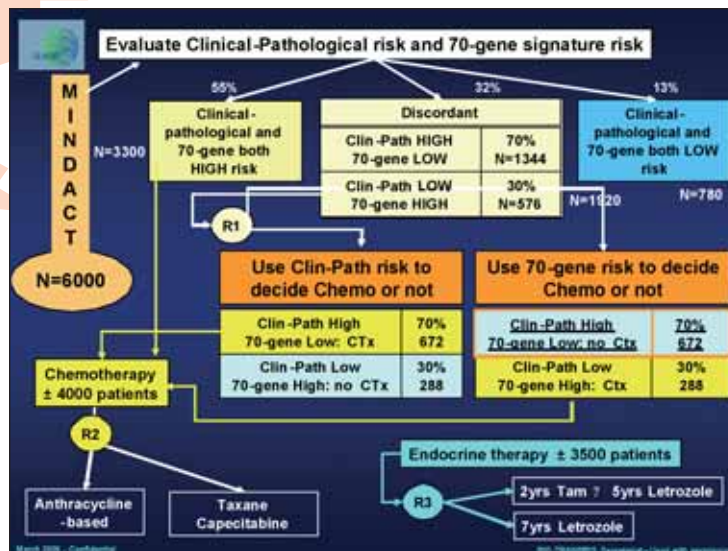 Evaluate Clinical-Pathological risk and 70-gene signature risk
MINDACT
N=6000
55%
32%
13%
N=3300
Clinical-
pathological and
70-gene both
HIGH risk
Discordant
Clin-Path HIGH
70-gene LOW
70%
N=1344
Clin-Path LOW
70-gene HIGH
30%
N=576
N=1920
Clinical-
pathological and
70-gene both LOW
risk
N=780
R1
Use Clin-Path risk to
decide Chemo or not
Clin-Path High
70-gene Low: CTx
70%
672
Clin-Path Low
70-gene High: no CTx
30%
288
Use 70-gene risk to decide
Chemo or not
Clin-Path High
70-gene Low: no Ctx
70%
672
Clin-Path Low
70-gene High: Ctx
30%
288
Chemotherapy
± 4000 patients
R2
Anthracycline
-based
Taxane
Capecitabine
Endocrine therapy ± 3500 patients
R3
2yrs Tam ? 5yrs Letrozole
7yrs Letrozole